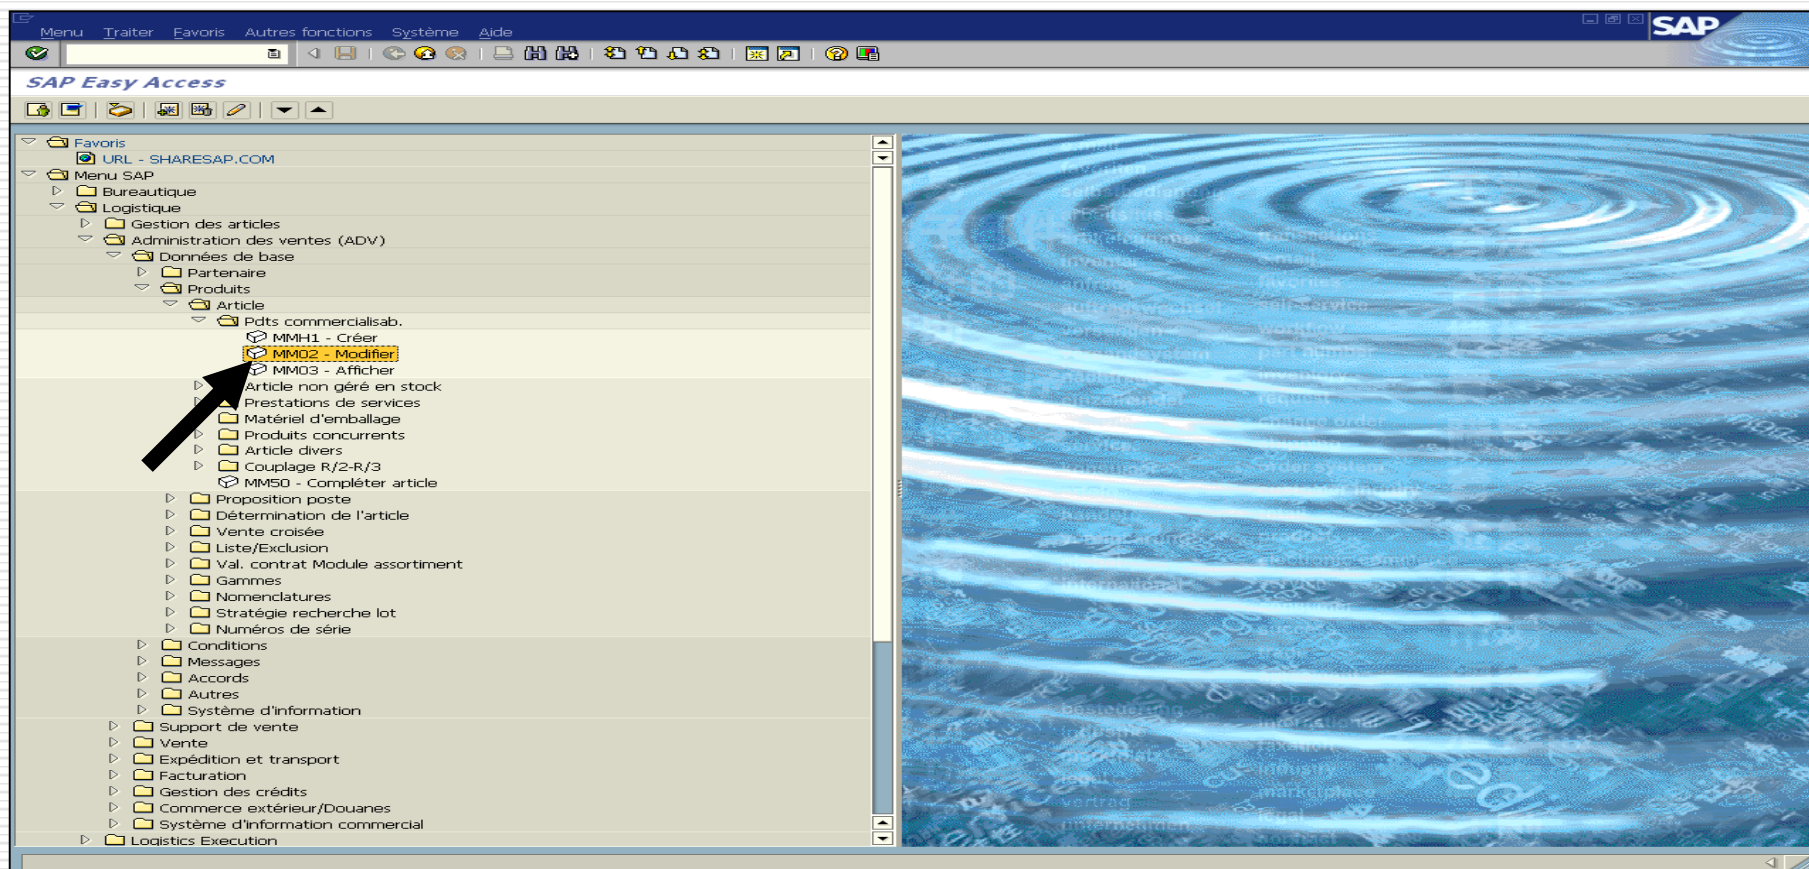 Menu Traiter Favoris Autres fonctions Système Aide
SAP
SAP Easy Access
Favoris
URL - SHARESAP.COM
Menu SAP
Bureautique
Logistique
Gestion des articles
Administration des ventes (ADV)
Données de base
Partenaire
Produits
Article
Pdts commercialisab.
MMH1 - Créer
MM02 - Modifier
MM03 - Afficher
Article non géré en stock
Prestations de services
Matériel d'emballage
Produits concurrents
Article divers
Couplage R/2-R/3
MM50 - Compléter article
Proposition poste
Détermination de l'article
Vente croisée
Liste/Exclusion
Val. contrat Module assortiment
Gammes
Nomenclatures
Stratégie recherche lot
Numéros de série
Conditions
Messages
Accords
Autres
Système d'information
Support de vente
Vente
Expédition et transport
Facturation
Gestion des crédits
Commerce extérieur/Douanes
Système d'information commercial
Logistics Execution